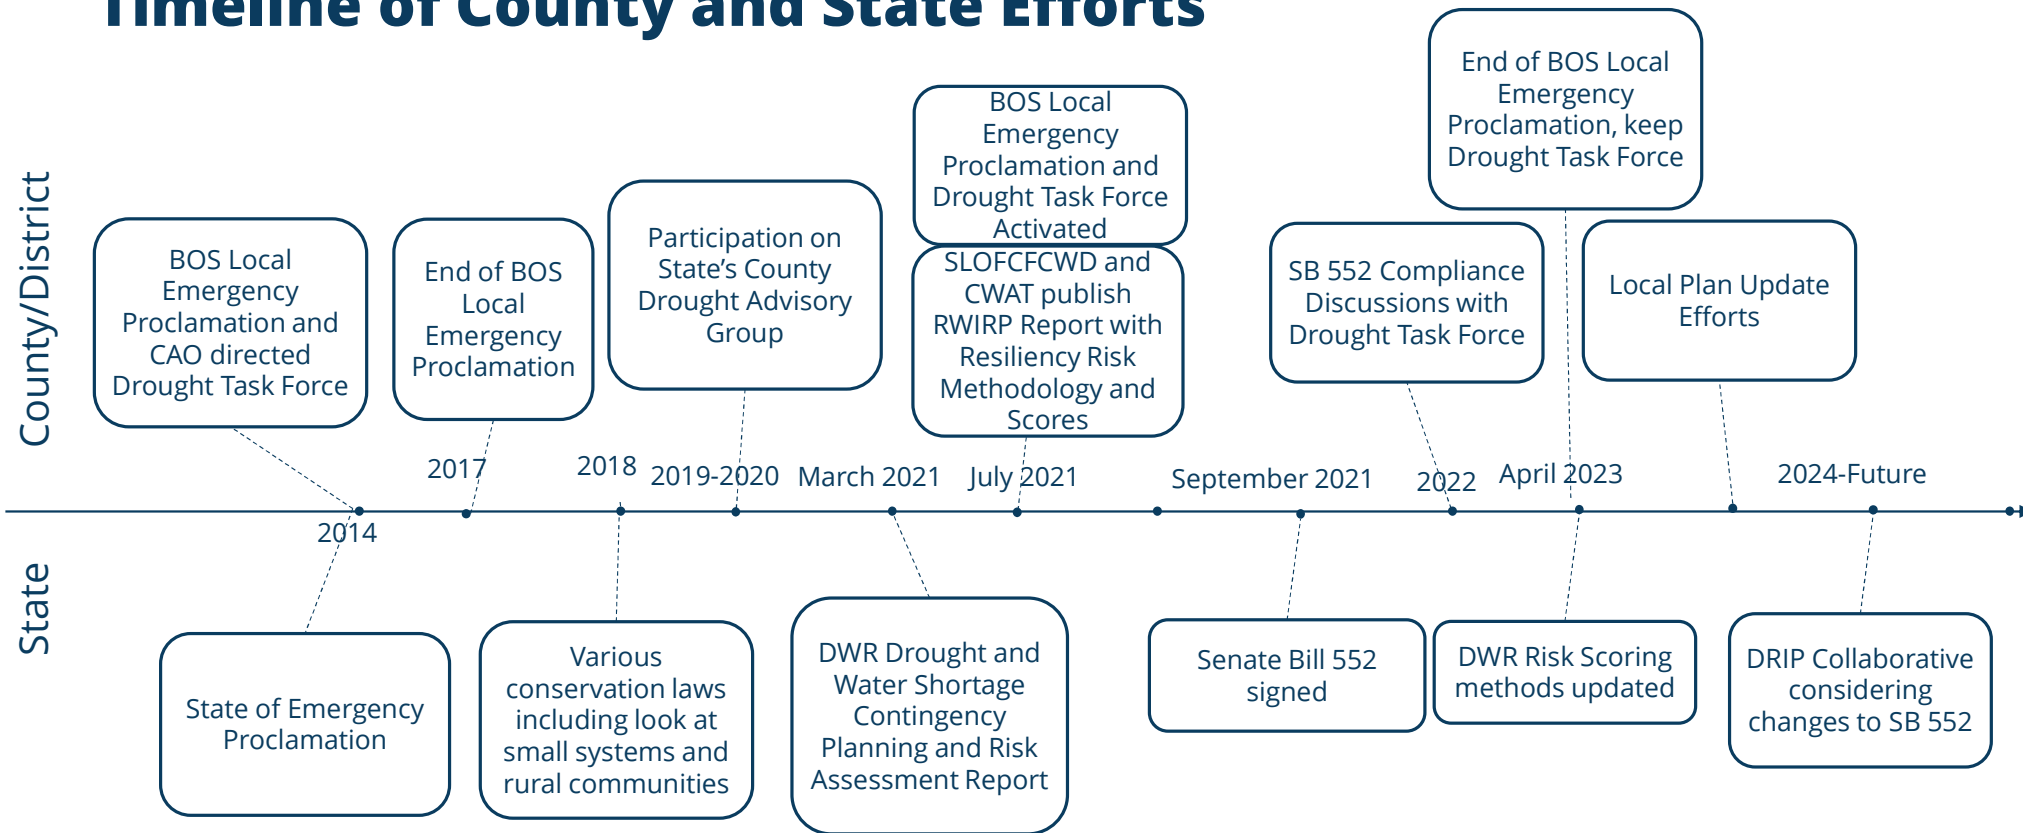 Timeline of County and State Efforts
County/District
BOS Local
Emergency
Proclamation and
CAO directed
Drought Task Force
End of BOS
Local
Emergency
Proclamation
Participation on
State’s County
Drought Advisory
Group
BOS Local
Emergency
Proclamation and
Drought Task Force
Activated
SLOFCFCWD and
CWAT publish
RWIRP Report with
Resiliency Risk
Methodology and
Scores
SB 552 Compliance
Discussions with
Drought Task Force
End of BOS Local
Emergency
Proclamation, keep
Drought Task Force
Local Plan Update
Efforts
2014
2017
2018
2019-2020
March 2021
July 2021
September 2021
2022
April 2023
2024-Future
State
State of Emergency
Proclamation
Various
conservation laws
including look at
small systems and
rural communities
DWR Drought and
Water Shortage
Contingency
Planning and Risk
Assessment Report
Senate Bill 552
signed
DWR Risk Scoring
methods updated
DRIP Collaborative
considering
changes to SB 552